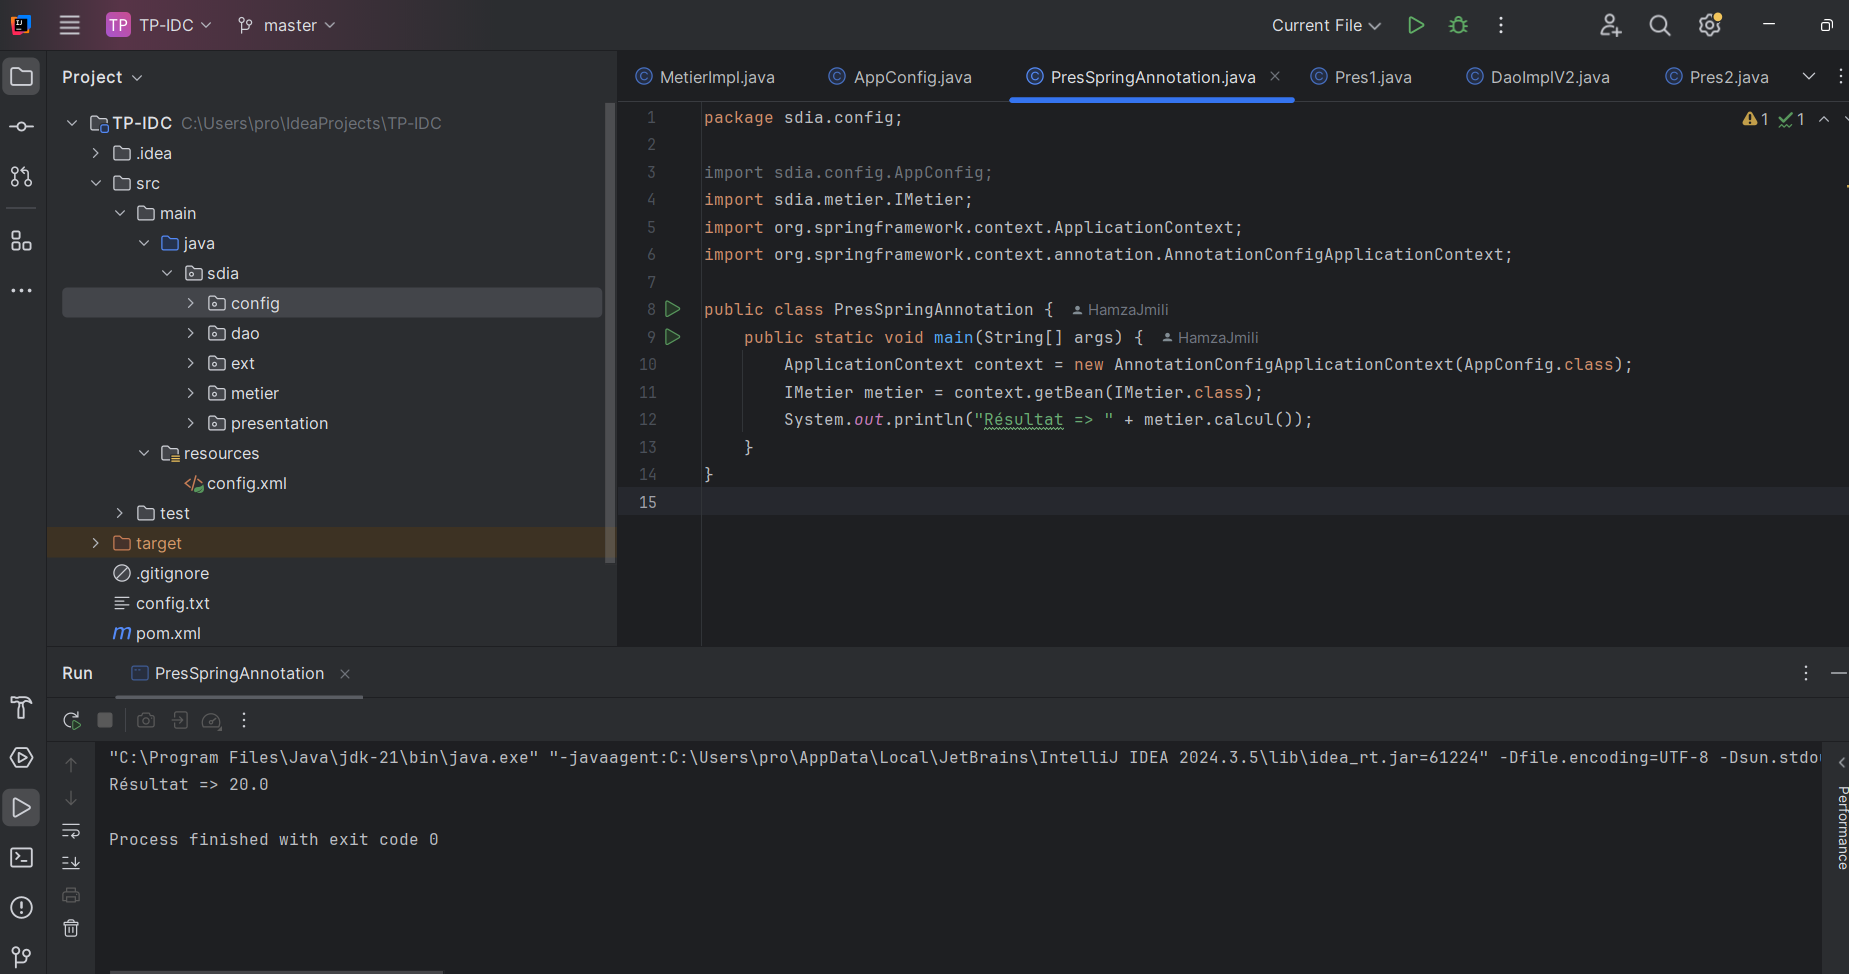 TP TP-IDC master Current File
Project
TP-IDC C:\Users\pro\IdeaProjects\TP-IDC
.idea
src
main
java
sdia
config
dao
ext
metier
presentation
resources
config.xml
test
target
.gitignore
config.txt
pom.xml
MetierImpl.java AppConfig.java PresSpringAnnotation.java Pres1.java DaoImplV2.java Pres2.java
1 package sdia.config; 1 1
2
3 import sdia.config.AppConfig;
4 import sdia.metier.IMetier;
5 import org.springframework.context.ApplicationContext;
6 import org.springframework.context.annotation.AnnotationConfigApplicationContext;
7
8 public class PresSpringAnnotation { HamzaJmili
9 public static void main(String[] args) { HamzaJmili
10 ApplicationContext context = new AnnotationConfigApplicationContext(AppConfig.class);
11 IMetier metier = context.getBean(IMetier.class);
12 System.out.println("Résultat => " + metier.calcul());
13 }
14 }
15
Run PresSpringAnnotation
"C:\Program Files\Java\jdk-21\bin\java.exe" "-javaagent:C:\Users\pro\AppData\Local\JetBrains\IntelliJ IDEA 2024.3.5\lib\idea_rt.jar=61224" -Dfile.encoding=UTF-8 -Dsun.stdou
Résultat => 20.0
Process finished with exit code 0
Performance